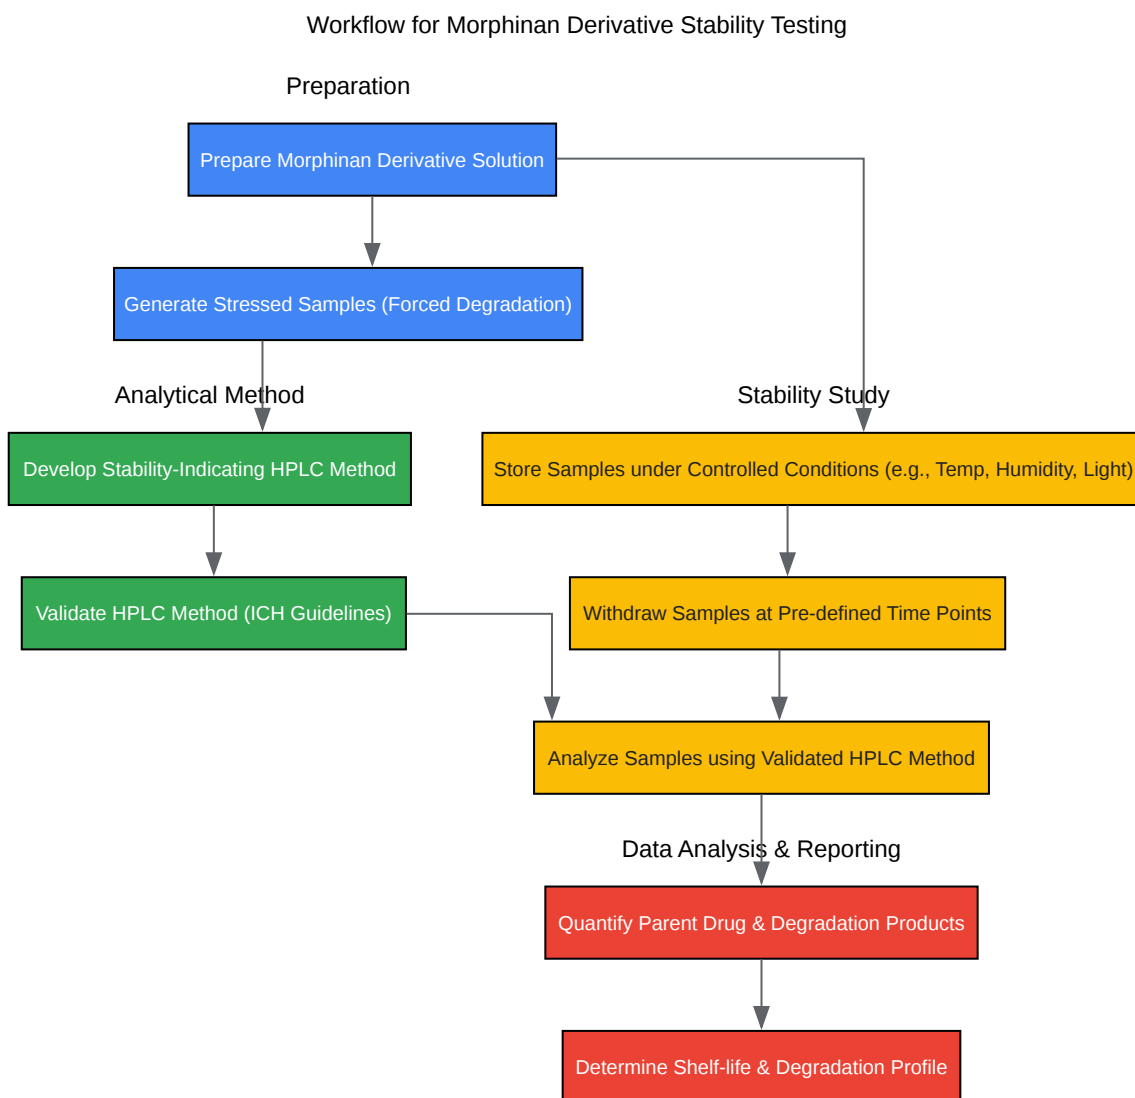 Workflow for Morphinan Derivative Stability Testing
Preparation
Prepare Morphinan Derivative Solution
Generate Stressed Samples (Forced Degradation)
Analytical Method
Stability Study
Develop Stability-Indicating HPLC Method
Store Samples under Controlled Conditions (e.g., Temp, Humidity, Light)
Validate HPLC Method (ICH Guidelines)
Withdraw Samples at Pre-defined Time Points
Analyze Samples using Validated HPLC Method
Data Analysis & Reporting
Quantify Parent Drug & Degradation Products
Determine Shelf-life & Degradation Profile